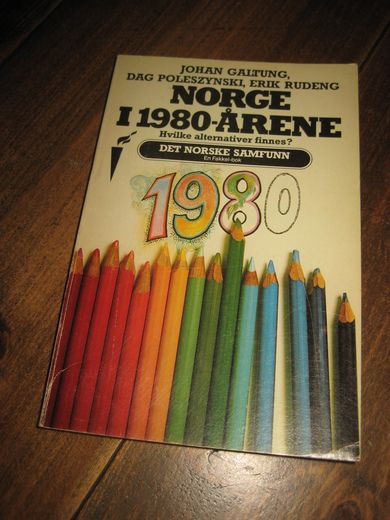 JOHAN GALTUNG,
DAG POLESZYNSKI, ERIK RUDENG
NORGE
I 1980-ÅRENE
Hvilke alternativer finnes?
DET NORSKE SAMFUNN
En Fakkel-bok
1980